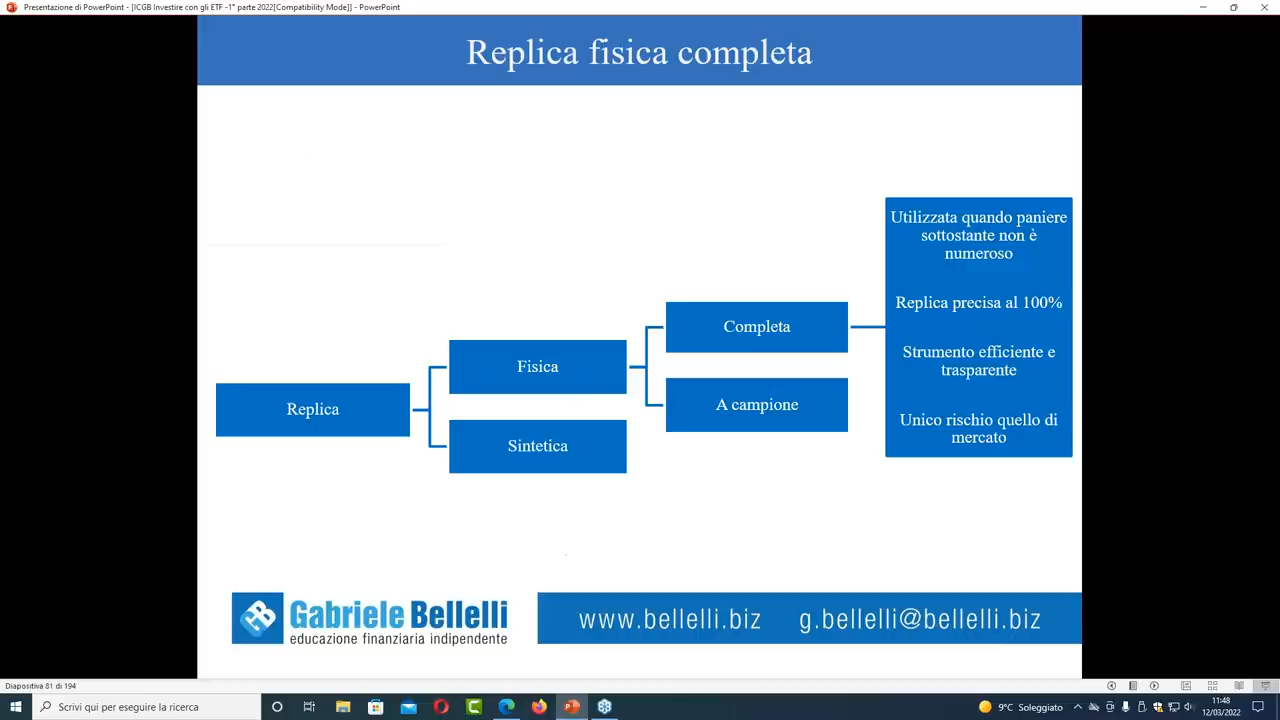 Presentazione di PowerPoint - [ICGB Investire con gli ETF -1° parte 2022[Compatibility Mode]] - PowerPoint
Replica fisica completa
Utilizzata quando paniere
sottostante non è
numeroso
Replica precisa al 100%
Strumento efficiente e
trasparente
Unico rischio quello di
mercato
Completa
A campione
Fisica
Sintetica
Replica
Gabriele Bellelli
educazione finanziaria indipendente
www.bellelli.biz g.bellelli@bellelli.biz
Diapositiva 81 di 194
Scrivi qui per eseguire la ricerca
9°C Soleggiato
11:48
12/03/2022